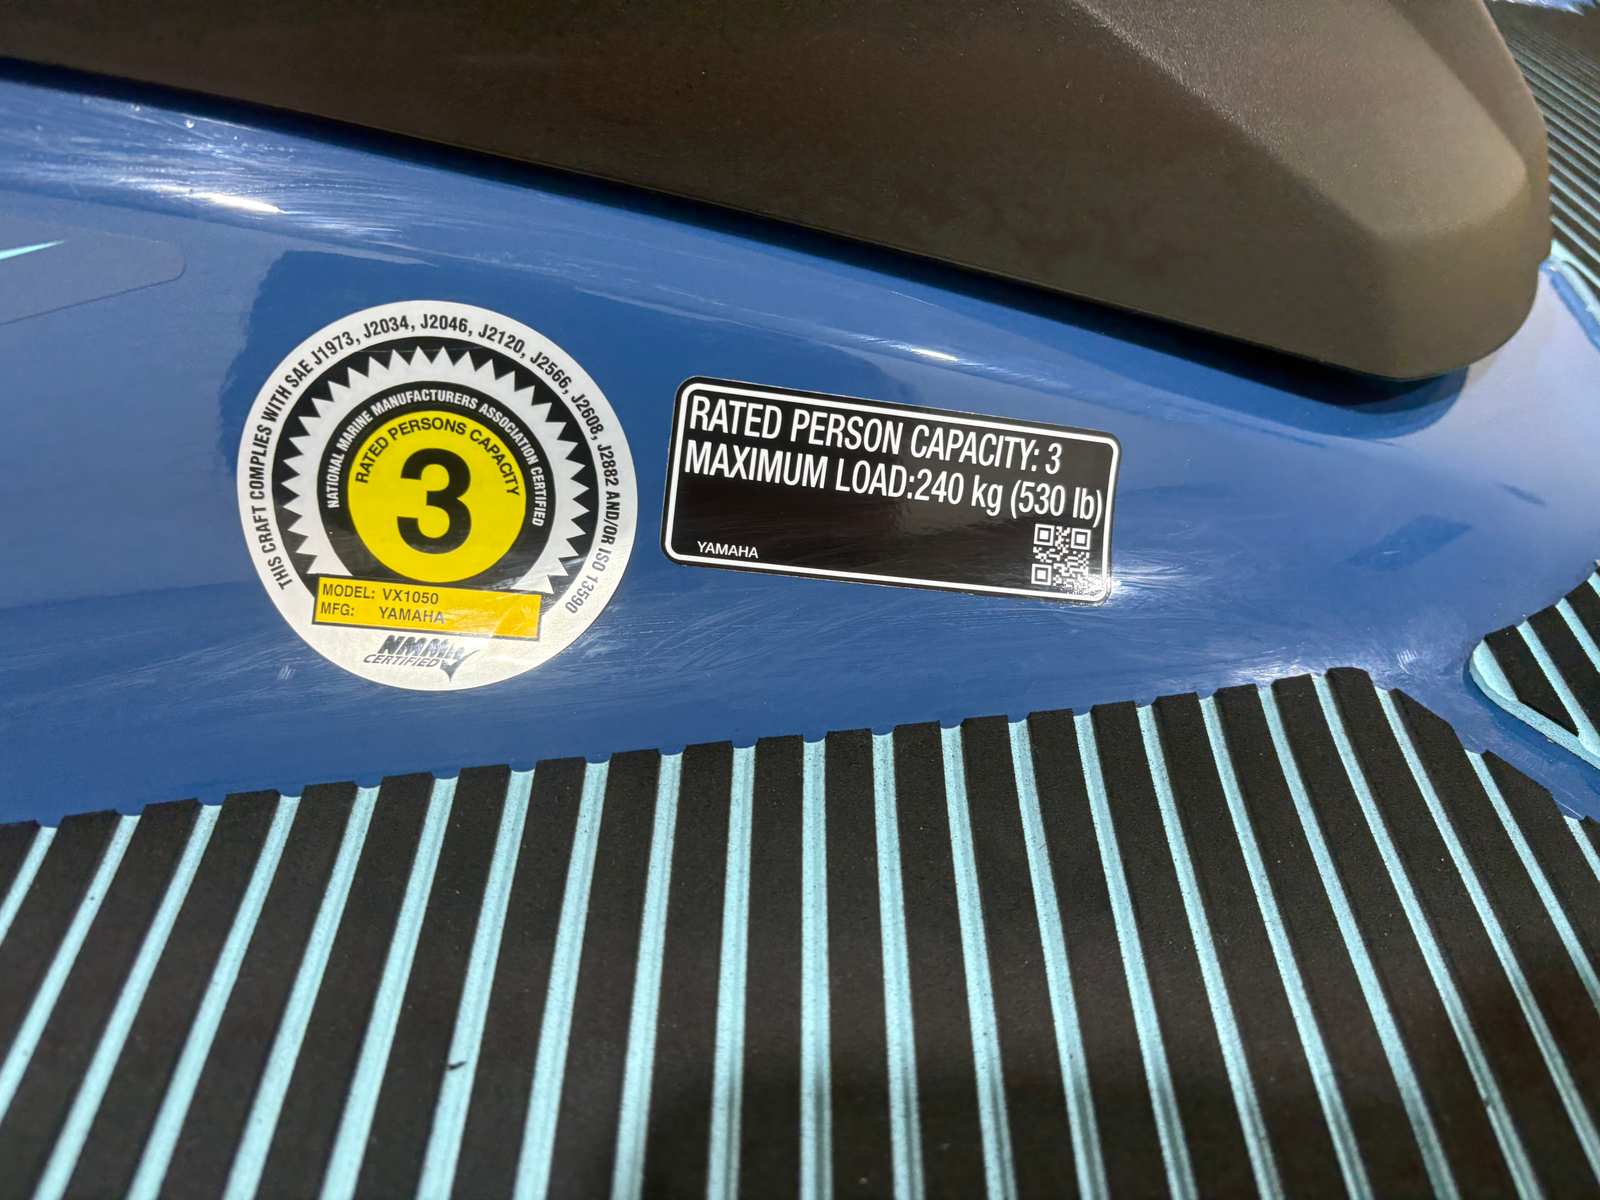 THIS CRAFT COMPLIES WITH SAE J1973, J2034, J2046, J2120, J2566, J2608, J2882 AND/OR ISO 13590
NATIONAL MARINE MANUFACTURERS ASSOCIATION CERTIFIED
RATED PERSONS CAPACITY
3
MODEL: VX1050
MFG: YAMAHA
NMMA
CERTIFIED
RATED PERSON CAPACITY: 3
MAXIMUM LOAD:240 kg (530 lb)
YAMAHA